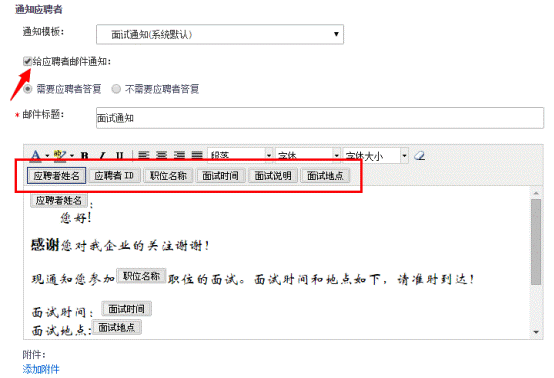 通知应聘者
通知模板： 面试通知(系统默认)
给应聘者邮件通知：
需要应聘者答复 不需要应聘者答复
*邮件标题： 面试通知
A B I U 段落 字体 字体大小
应聘者姓名 应聘者ID 职位名称 面试时间 面试说明 面试地点
应聘者姓名：
您好!
感谢您对我企业的关注谢谢!
现通知您参加 职位名称 职位的面试。面试时间和地点如下，请准时到达!
面试时间： 面试时间
面试地点: 面试地点
附件：
添加附件